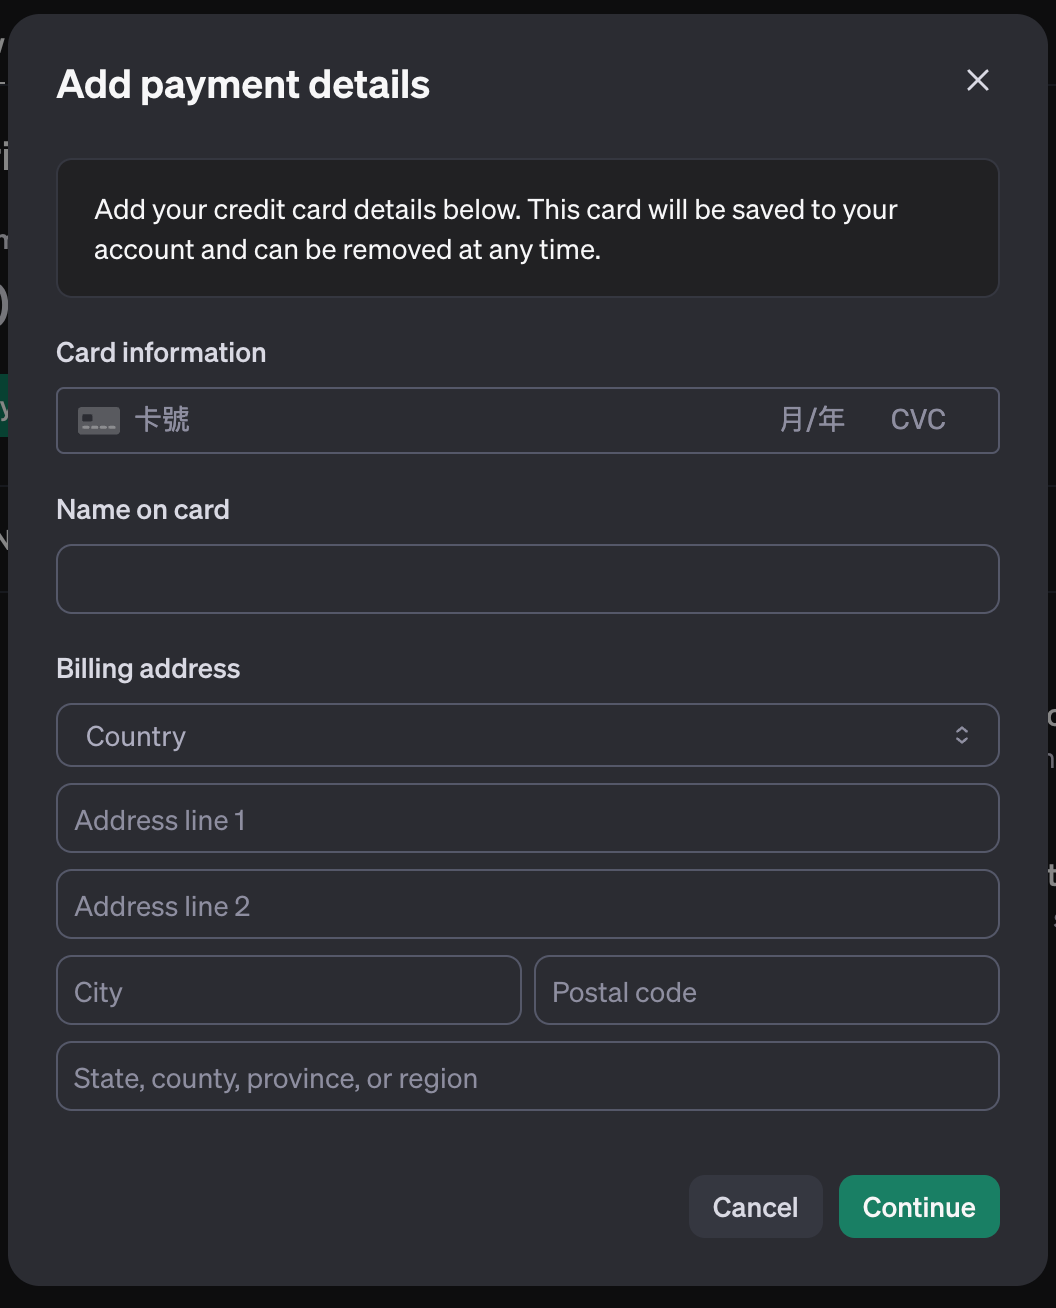 Add payment details
Add your credit card details below. This card will be saved to your
account and can be removed at any time.
Card information
卡號 月/年 CVC
Name on card
Billing address
Country
Address line 1
Address line 2
City Postal code
State, county, province, or region
Cancel Continue